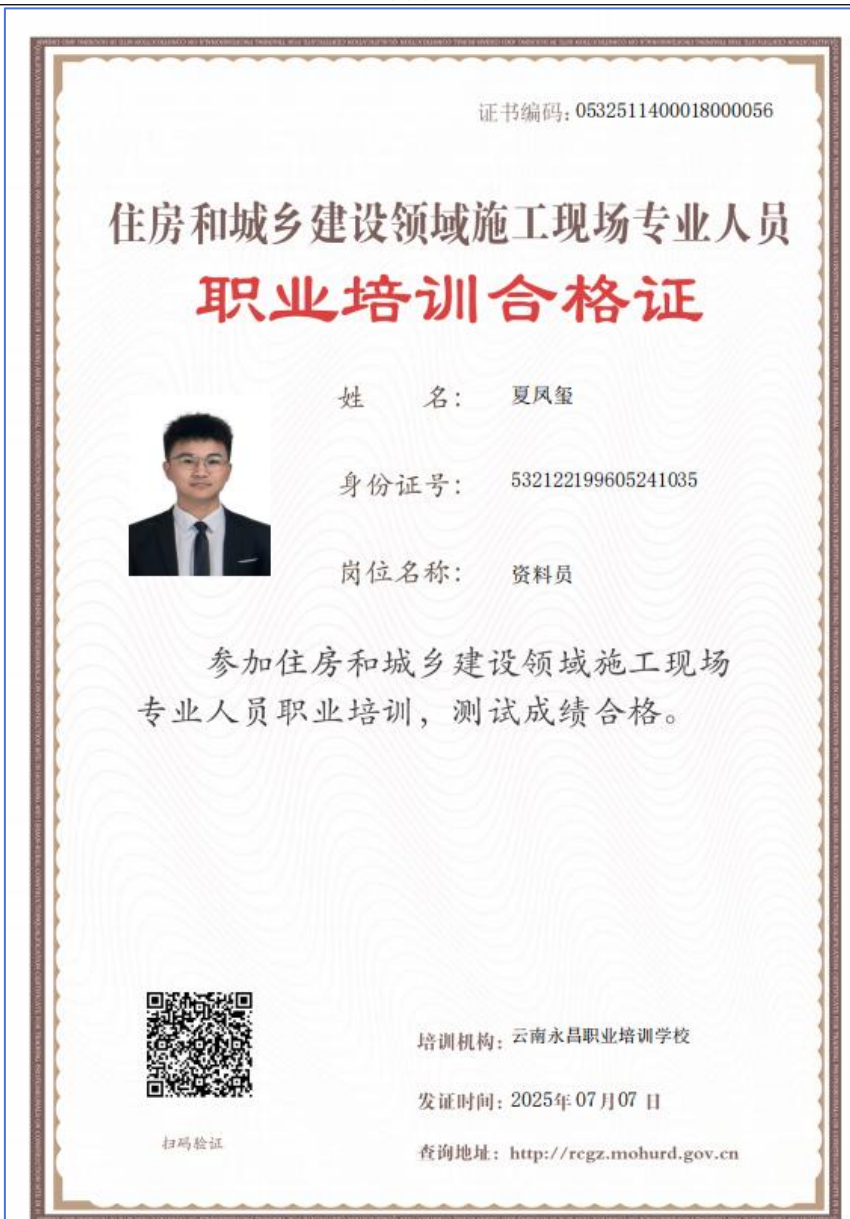 证书编码: 0532511400018000056
住房和城乡建设领域施工现场专业人员
职业培训合格证
姓 名: 夏凤玺
身份证号: 532122199605241035
岗位名称: 资料员
参加住房和城乡建设领域施工现场
专业人员职业培训，测试成绩合格。
培训机构: 云南永昌职业培训学校
发证时间: 2025年07月07日
扫码验证
查询地址: http://rcgz.mohurd.gov.cn